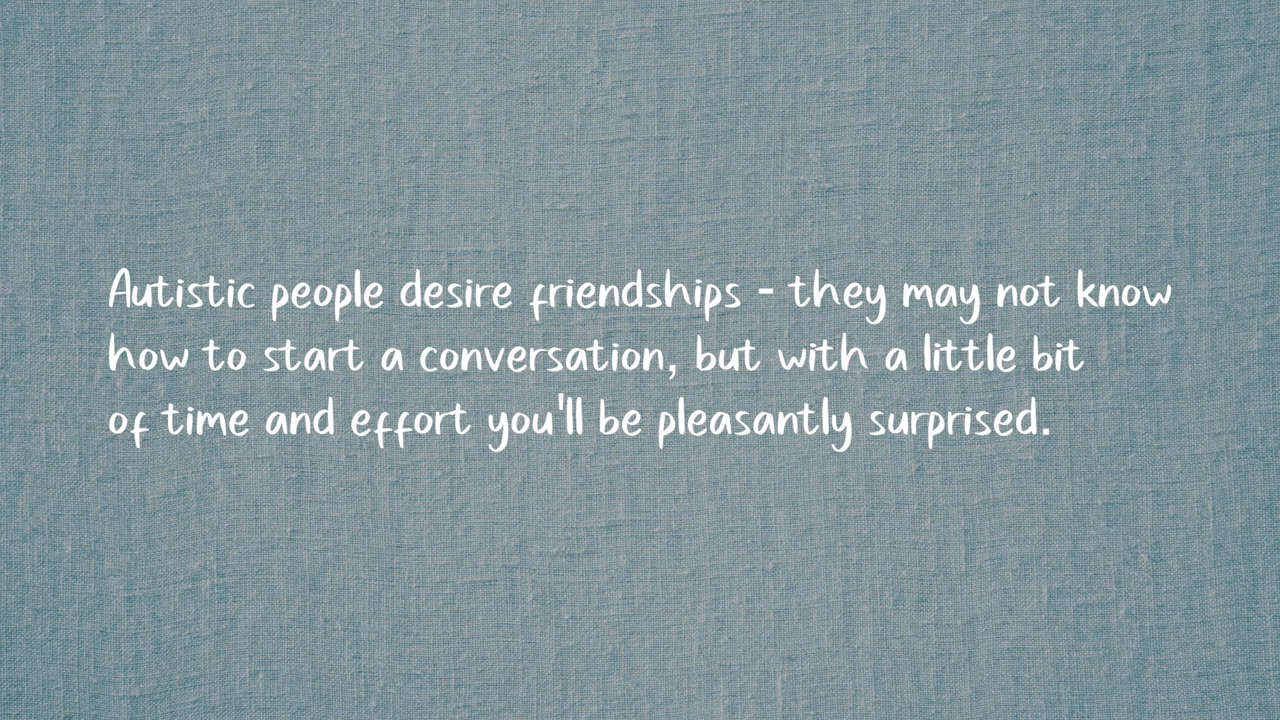 Autistic people desire friendships - they may not know
how to start a conversation, but with a little bit
of time and effort you'll be pleasantly surprised.